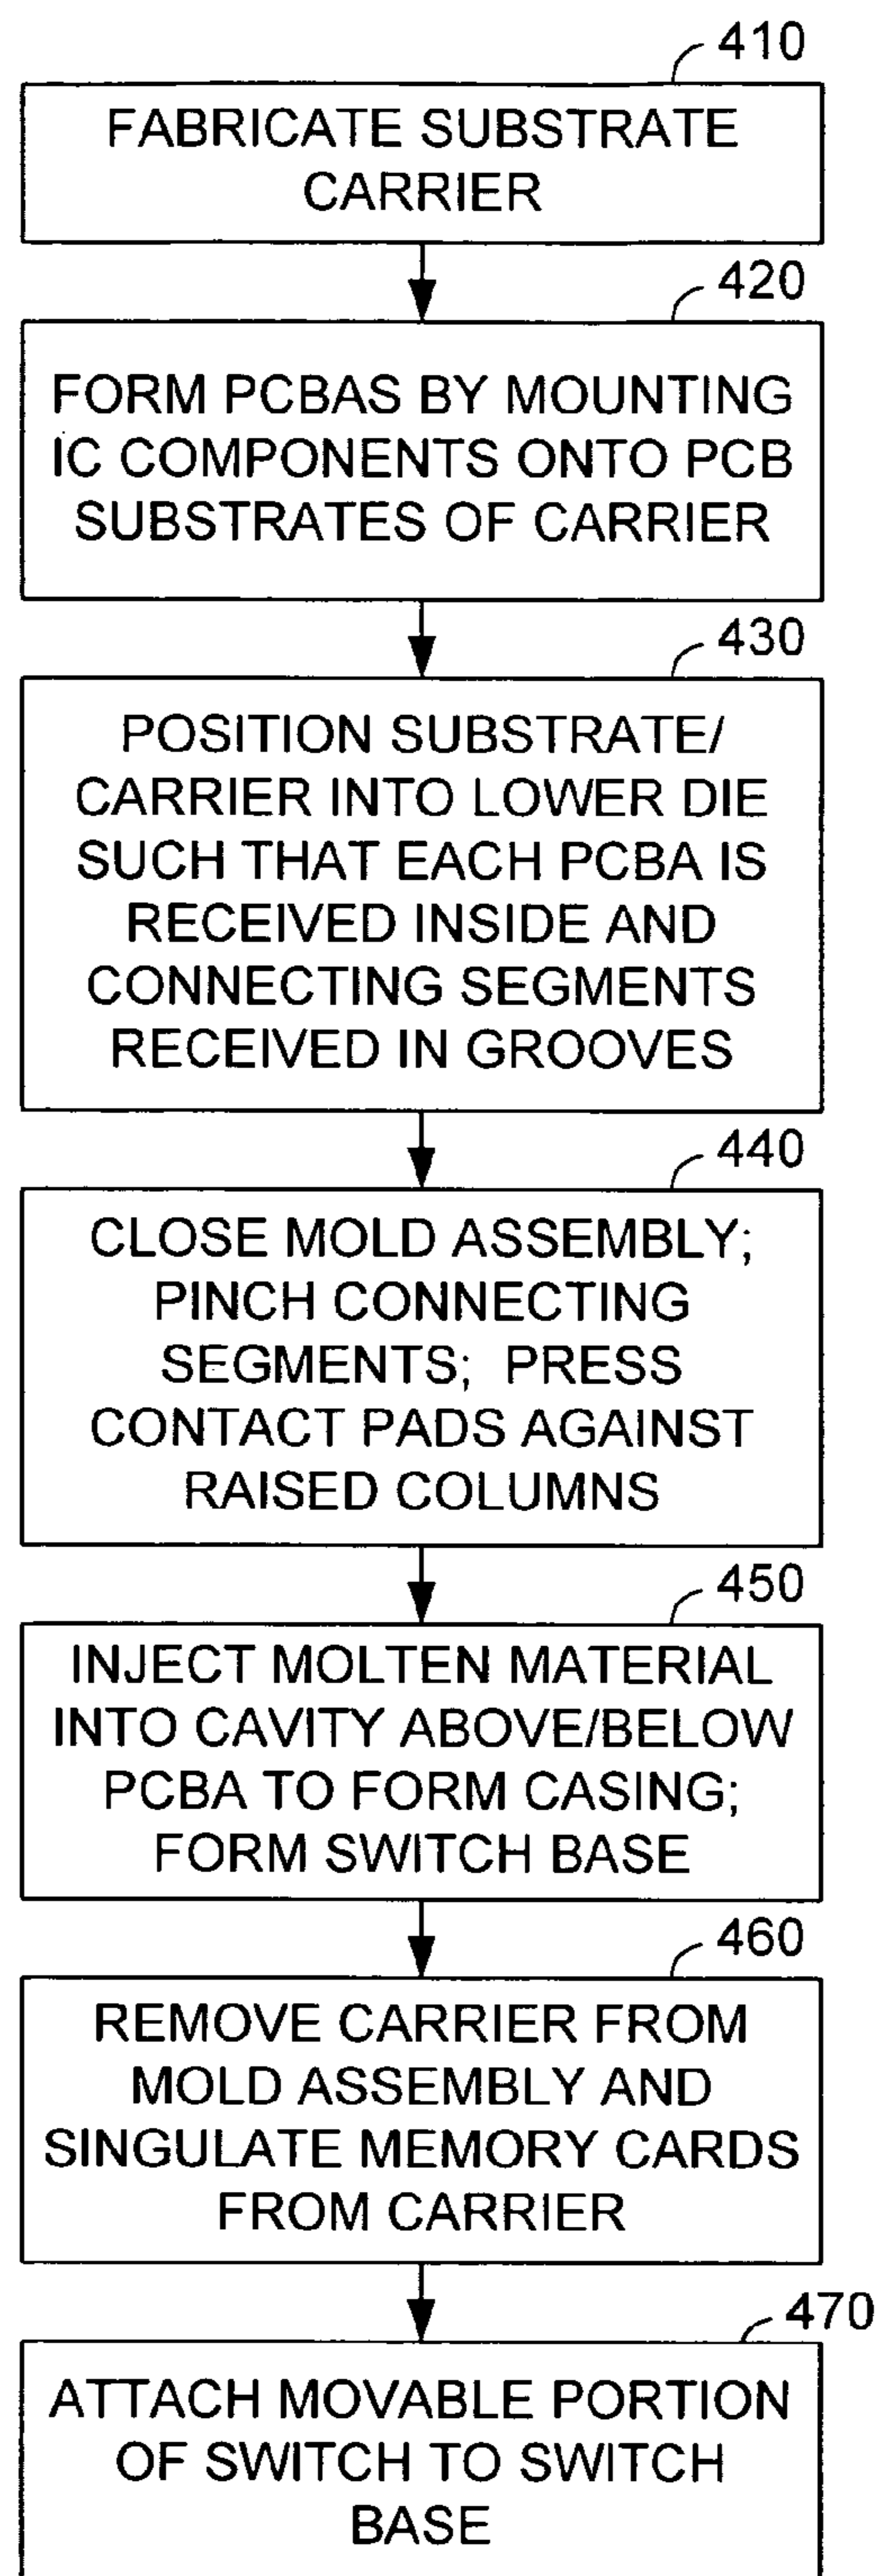 410
FABRICATE SUBSTRATE
CARRIER
420
FORM PCBAS BY MOUNTING
IC COMPONENTS ONTO PCB
SUBSTRATES OF CARRIER
430
POSITION SUBSTRATE/
CARRIER INTO LOWER DIE
SUCH THAT EACH PCBA IS
RECEIVED INSIDE AND
CONNECTING SEGMENTS
RECEIVED IN GROOVES
440
CLOSE MOLD ASSEMBLY;
PINCH CONNECTING
SEGMENTS; PRESS
CONTACT PADS AGAINST
RAISED COLUMNS
450
INJECT MOLTEN MATERIAL
INTO CAVITY ABOVE/BELOW
PCBA TO FORM CASING;
FORM SWITCH BASE
460
REMOVE CARRIER FROM
MOLD ASSEMBLY AND
SINGULATE MEMORY CARDS
FROM CARRIER
470
ATTACH MOVABLE PORTION
OF SWITCH TO SWITCH
BASE